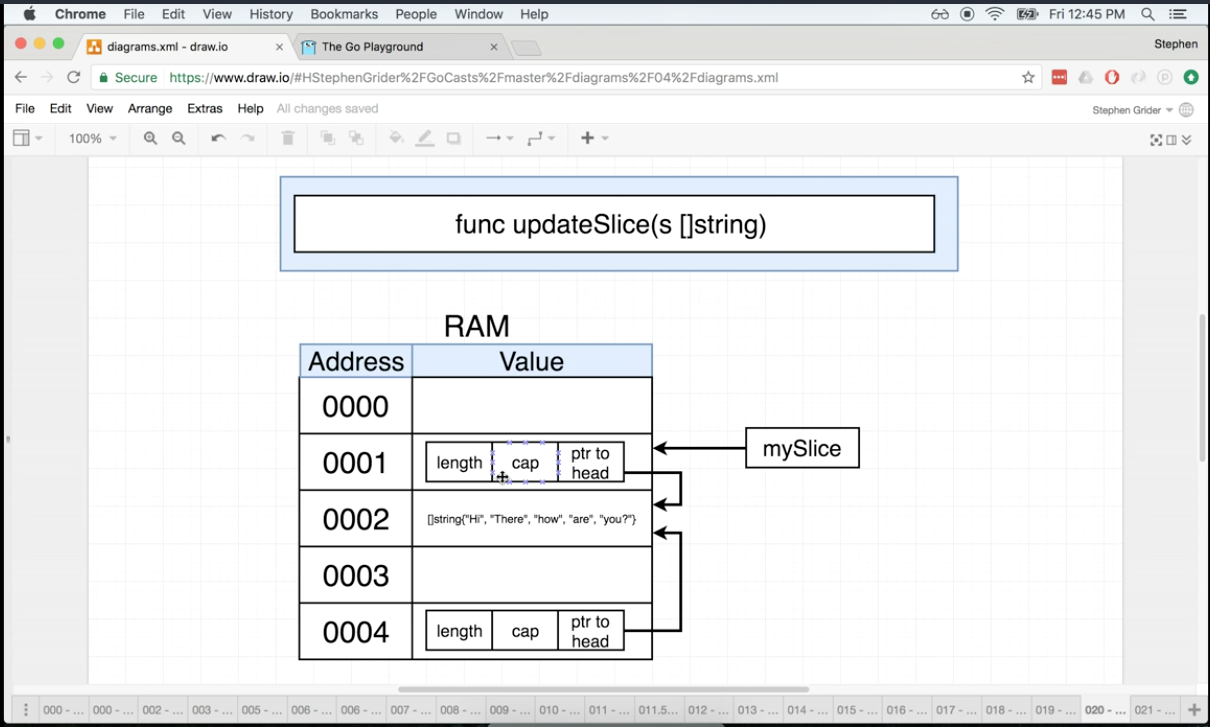 Chrome File Edit View History Bookmarks People Window Help Fri 12:45 PM
diagrams.xml - draw.io The Go Playground Stephen
Secure https://www.draw.io/#HStephenGrider%2FGoCasts%2Fmaster%2Fdiagrams%2F04%2Fdiagrams.xml
File Edit View Arrange Extras Help All changes saved Stephen Grider
100%
func updateSlice(s []string)
RAM
Address Value
0000
0001 length cap ptr to head
mySlice
0002 []string{"Hi", "There", "how", "are", "you?"}
0003
0004 length cap ptr to head
000 - ... 000 - ... 002 - ... 003 - ... 005 - ... 006 - ... 006 - ... 007 - ... 008 - ... 009 - ... 010 - ... 011 - ... 011.5... 012 - ... 013 - ... 014 - ... 015 - ... 016 - ... 017 - ... 018 - ... 019 - ... 020 - ... 021 - ...